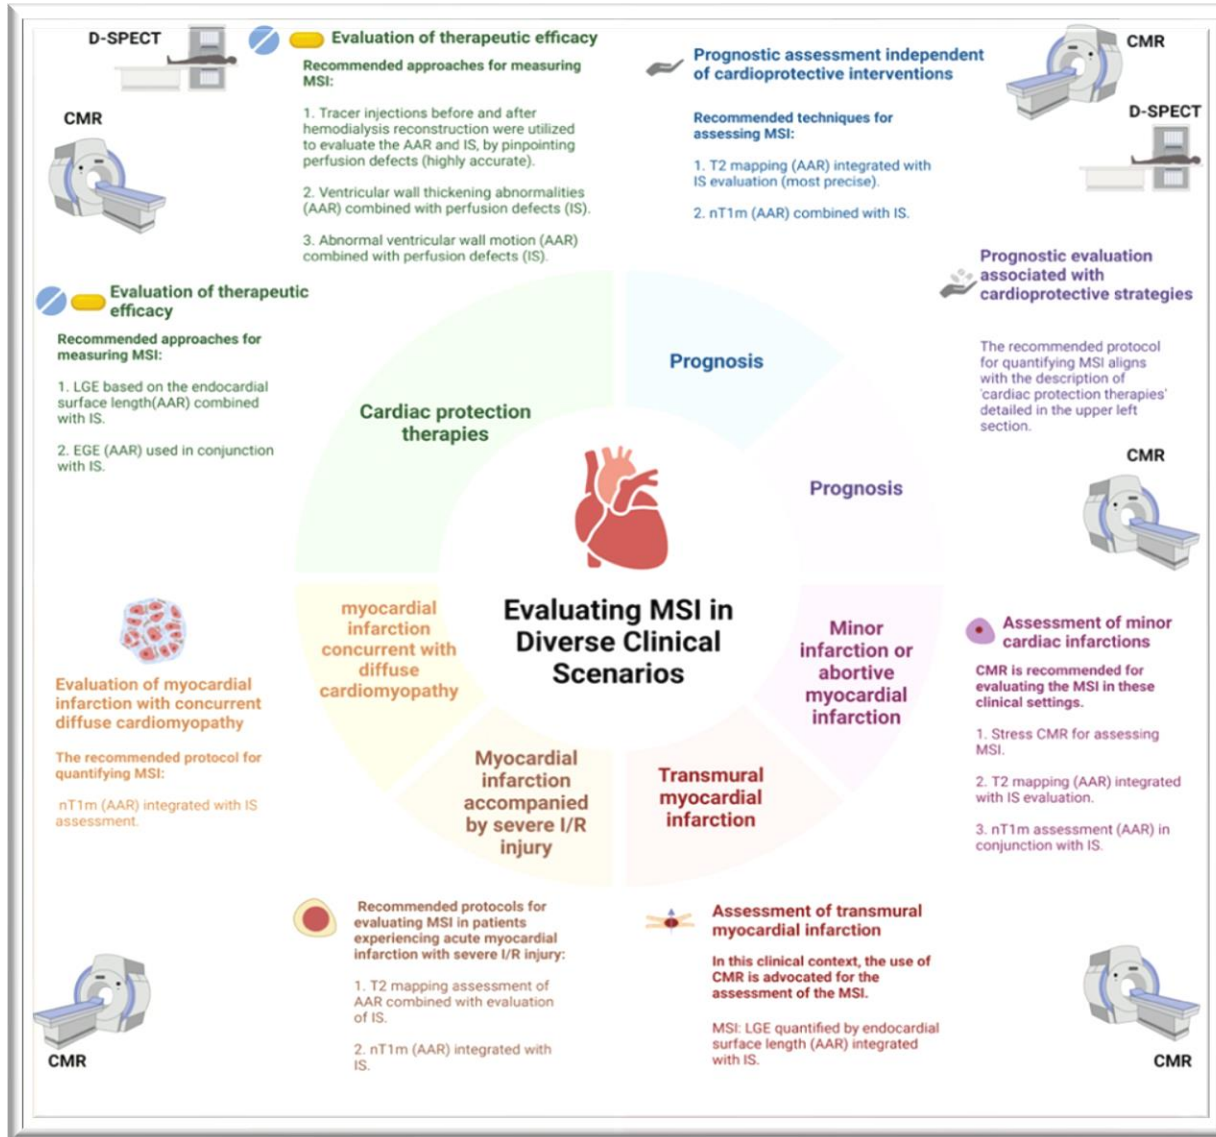 D-SPECT
Evaluation of therapeutic efficacy
Recommended approaches for measuring
MSI:
1. Tracer injections before and after
hemodialysis reconstruction were utilized
to evaluate the AAR and IS, by pinpointing
perfusion defects (highly accurate).
2. Ventricular wall thickening abnormalities
(AAR) combined with perfusion defects (IS).
3. Abnormal ventricular wall motion (AAR)
combined with perfusion defects (IS).
CMR
Prognostic assessment independent
of cardioprotective interventions
Recommended techniques for
assessing MSI:
1. T2 mapping (AAR) integrated with
IS evaluation (most precise).
2. nT1m (AAR) combined with IS.
CMR
D-SPECT
Evaluation of therapeutic
efficacy
Recommended approaches for
measuring MSI:
1. LGE based on the endocardial
surface length(AAR) combined
with IS.
2. EGE (AAR) used in conjunction
with IS.
Prognostic evaluation
associated with
cardioprotective strategies
The recommended protocol
for quantifying MSI aligns
with the description of
'cardiac protection therapies'
detailed in the upper left
section.
CMR
Cardiac protection
therapies
Prognosis
Prognosis
Evaluating MSI in
Diverse Clinical
Scenarios
myocardial
infarction
concurrent with
diffuse
cardiomyopathy
Minor
infarction or
abortive
myocardial
infarction
Myocardial
infarction
accompanied
by severe I/R
injury
Transmural
myocardial
infarction
Evaluation of myocardial
infarction with concurrent
diffuse cardiomyopathy
The recommended protocol for
quantifying MSI:
nT1m (AAR) integrated with IS
assessment.
Assessment of minor
cardiac infarctions
CMR is recommended for
evaluating the MSI in these
clinical settings.
1. Stress CMR for assessing
MSI.
2. T2 mapping (AAR) integrated
with IS evaluation.
3. nT1m assessment (AAR) in
conjunction with IS.
CMR
Recommended protocols for
evaluating MSI in patients
experiencing acute myocardial
infarction with severe I/R injury:
1. T2 mapping assessment of
AAR combined with evaluation
of IS.
2. nT1m (AAR) integrated with
IS.
Assessment of transmural
myocardial infarction
In this clinical context, the use of
CMR is advocated for the
assessment of the MSI.
MSI: LGE quantified by endocardial
surface length (AAR) integrated
with IS.
CMR